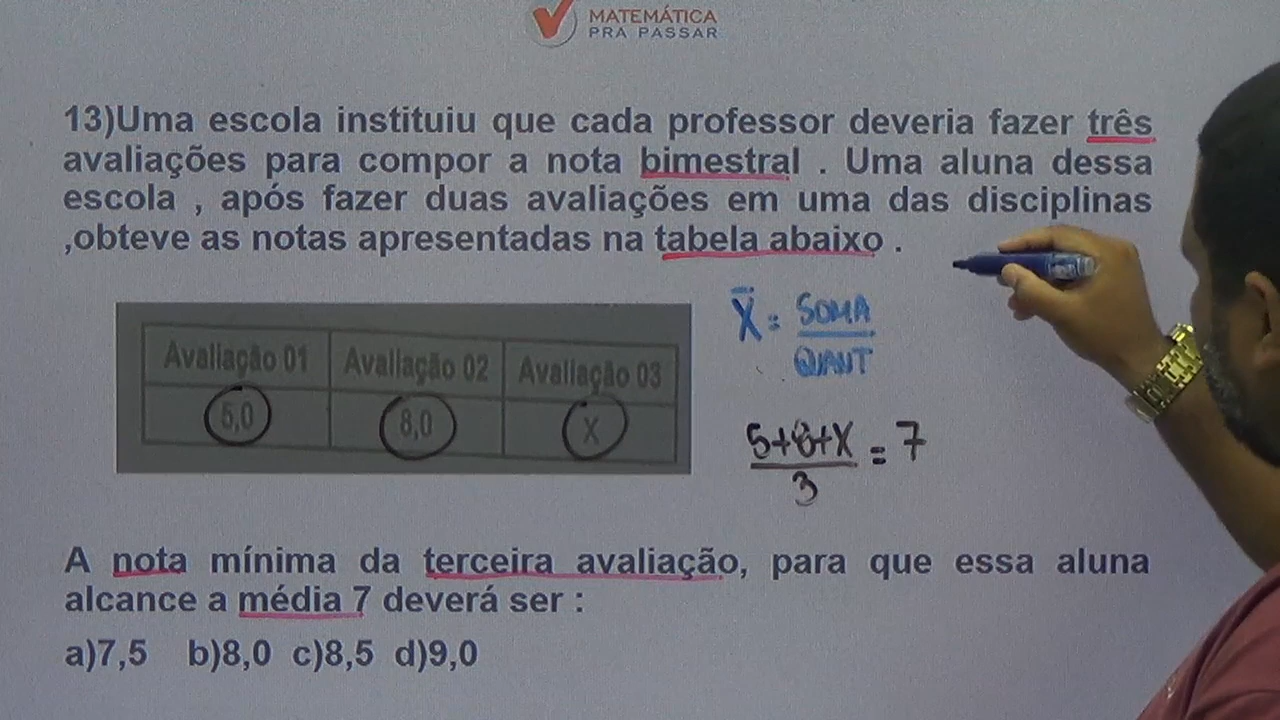 MATEMÁTICA
PRA PASSAR
13)Uma escola instituiu que cada professor deveria fazer três
avaliações para compor a nota bimestral . Uma aluna dessa
escola , após fazer duas avaliações em uma das disciplinas
,obteve as notas apresentadas na tabela abaixo .
Avaliação 01 Avaliação 02 Avaliação 03
5,0 8,0 X
X̄ = SOMA
QUANT
5+8+X = 7
3
A nota mínima da terceira avaliação, para que essa aluna
alcance a média 7 deverá ser :
a)7,5 b)8,0 c)8,5 d)9,0